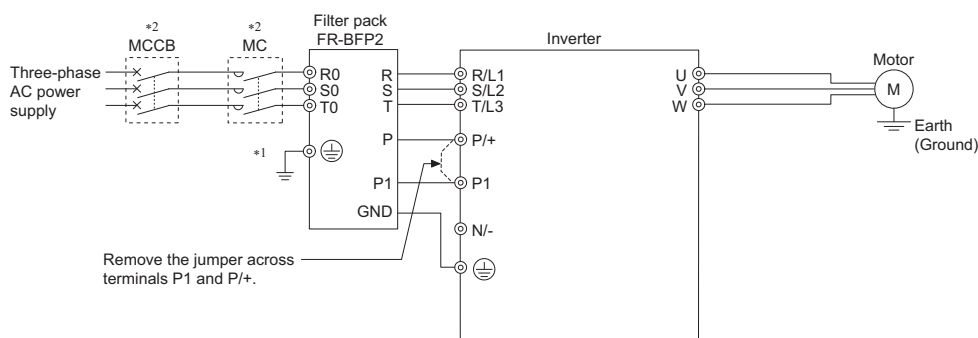 Filter pack
FR-BFP2
*2
MCCB
*2
MC
Inverter
Three-phase
AC power
supply
R0
S0
T0
R
S
T
R/L1
S/L2
T/L3
U
V
W
Motor
M
Earth
(Ground)
*1
P
P/+
P1
P1
GND
N/-
Remove the jumper across
terminals P1 and P/+.